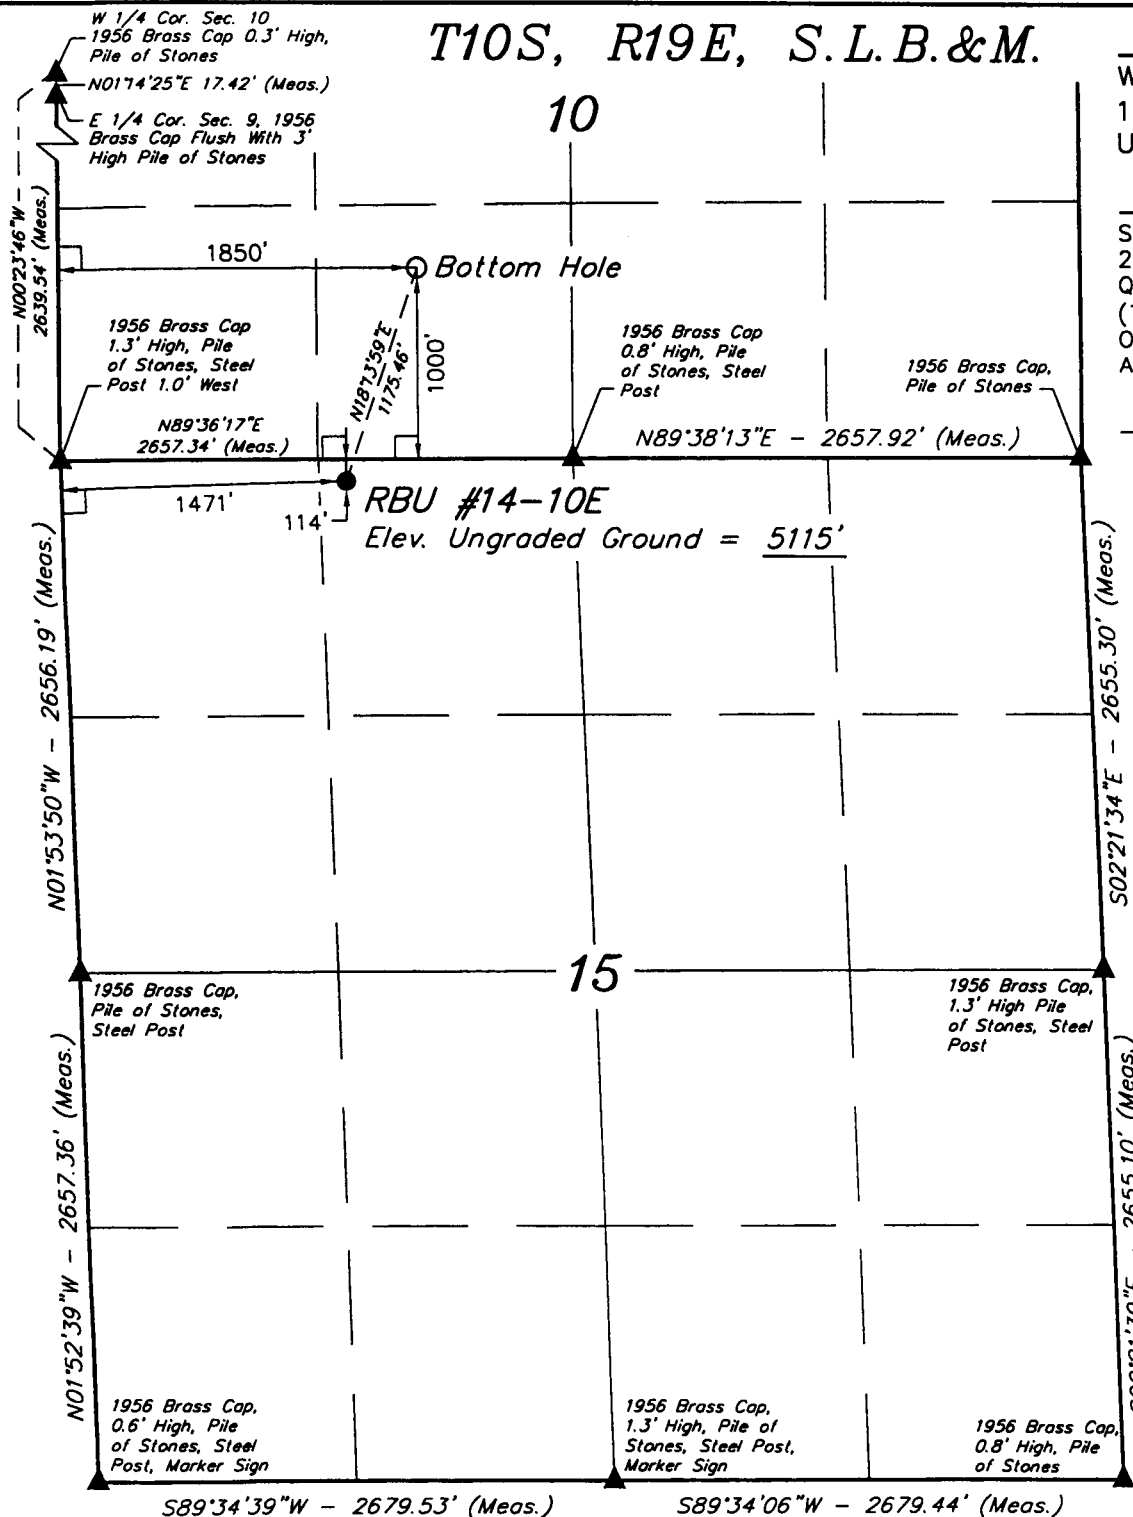 T10S, R19E, S.L.B.&M.
W 1/4 Cor. Sec. 10
1956 Brass Cap 0.3' High,
Pile of Stones
N01°14'25"E 17.42' (Meas.)
E 1/4 Cor. Sec. 9, 1956
Brass Cap Flush With 3'
High Pile of Stones
10
W
1
U
S
2
Q
(
O
A
N00°23'46"W -
2639.54' (Meas.)
1850'
Bottom Hole
N18°13'59"E
1175.46'
1000'
1956 Brass Cap
1.3' High, Pile
of Stones, Steel
Post 1.0' West
1956 Brass Cap
0.8' High, Pile
of Stones, Steel
Post
1956 Brass Cap,
Pile of Stones
N89°36'17"E
2657.34' (Meas.)
N89°38'13"E - 2657.92' (Meas.)
1471'
114'
RBU #14-10E
Elev. Ungraded Ground = 5115'
N01°53'50"W - 2656.19' (Meas.)
S02°21'34"E - 2655.30' (Meas.)
15
1956 Brass Cap,
Pile of Stones,
Steel Post
1956 Brass Cap,
1.3' High Pile
of Stones, Steel
Post
N01°52'39"W - 2657.36' (Meas.)
- 2655.10' (Meas.)
1956 Brass Cap,
0.6' High, Pile
of Stones, Steel
Post, Marker Sign
1956 Brass Cap,
1.3' High, Pile of
Stones, Steel Post,
Marker Sign
1956 Brass Cap,
0.8' High, Pile
of Stones
S89°34'39"W - 2679.53' (Meas.)
S89°34'06"W - 2679.44' (Meas.)